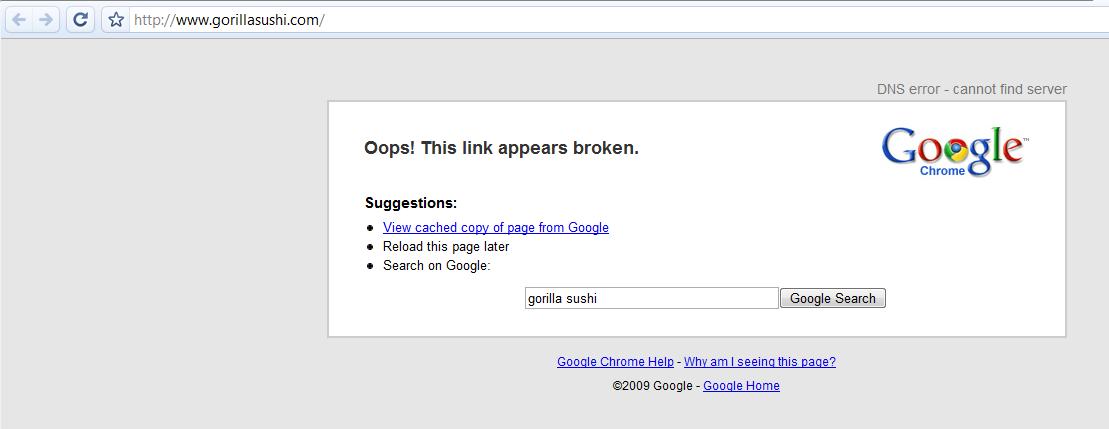 http://www.gorillasushi.com/
DNS error - cannot find server
Oops! This link appears broken.
Google™
Chrome
Suggestions:
View cached copy of page from Google
Reload this page later
Search on Google:
gorilla sushi Google Search
Google Chrome Help - Why am I seeing this page?
©2009 Google - Google Home